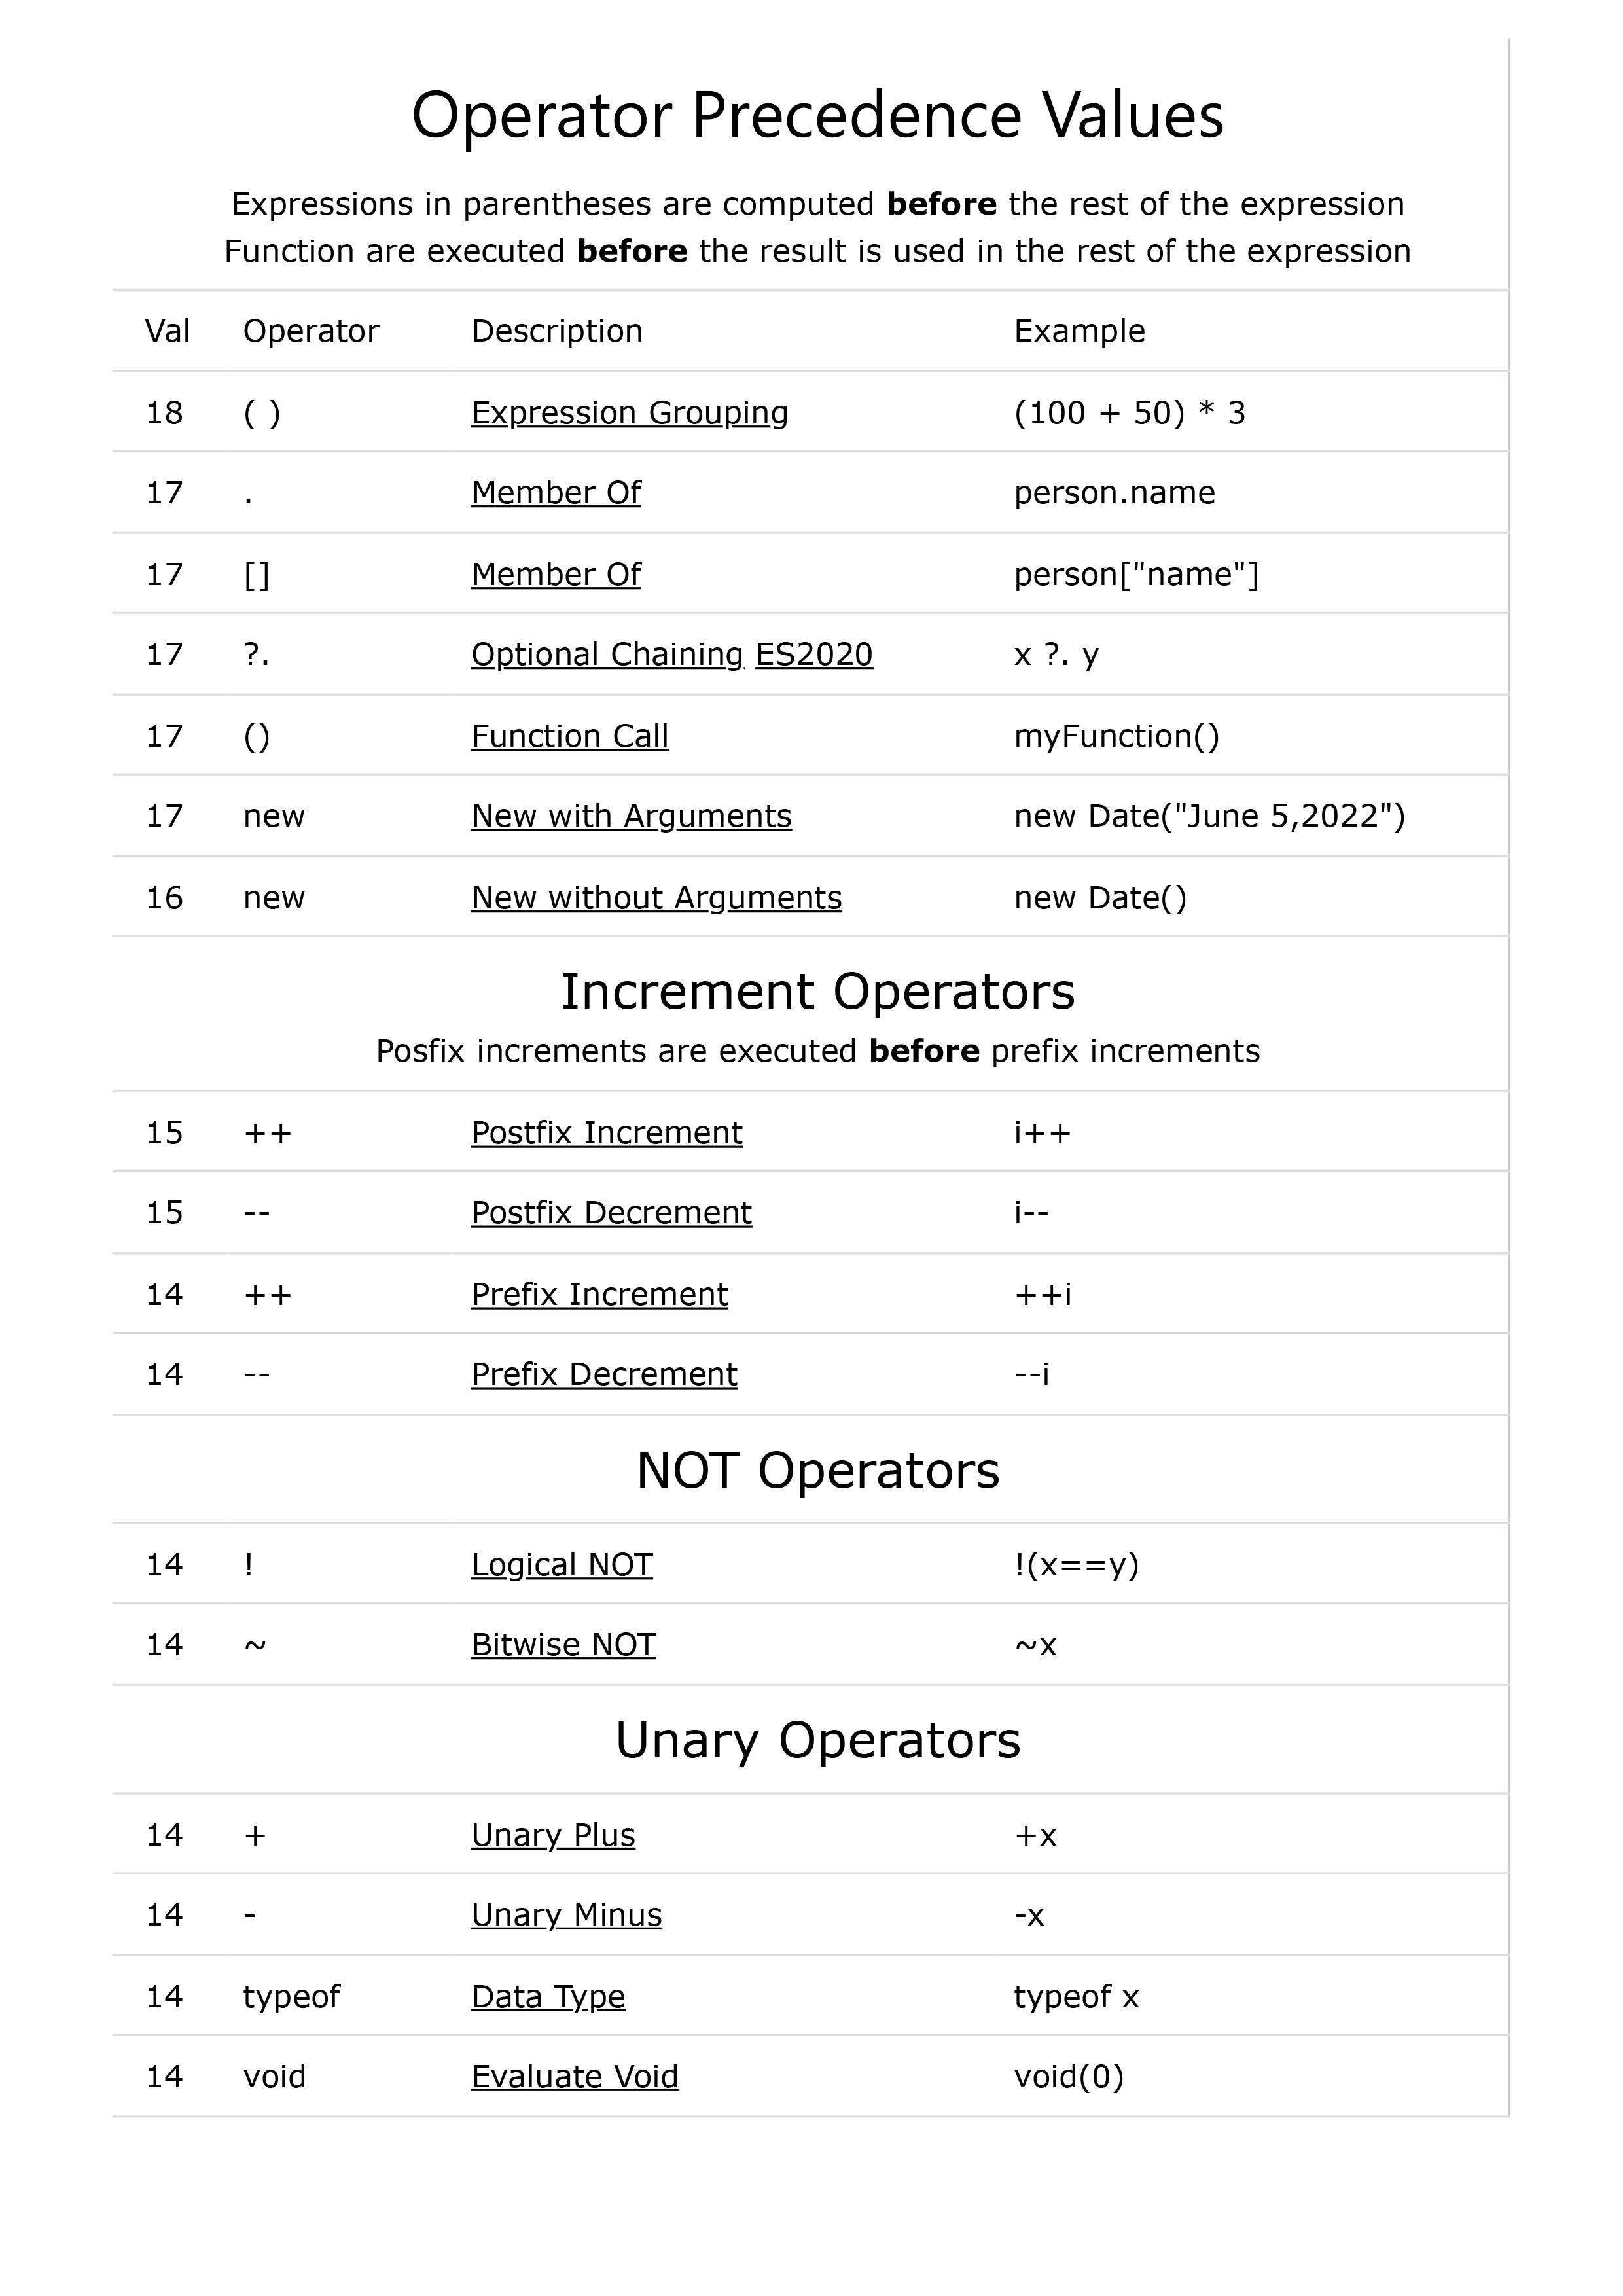 Operator Precedence Values
Expressions in parentheses are computed before the rest of the expression
Function are executed before the result is used in the rest of the expression
Val Operator Description Example
18 ( ) Expression Grouping (100 + 50) * 3
17 . Member Of person.name
17 [] Member Of person["name"]
17 ?. Optional Chaining ES2020 x ?. y
17 () Function Call myFunction()
17 new New with Arguments new Date("June 5,2022")
16 new New without Arguments new Date()
Increment Operators
Posfix increments are executed before prefix increments
15 ++ Postfix Increment i++
15 -- Postfix Decrement i--
14 ++ Prefix Increment ++i
14 -- Prefix Decrement --i
NOT Operators
14 ! Logical NOT !(x==y)
14 ~ Bitwise NOT ~x
Unary Operators
14 + Unary Plus +x
14 - Unary Minus -x
14 typeof Data Type typeof x
14 void Evaluate Void void(0)